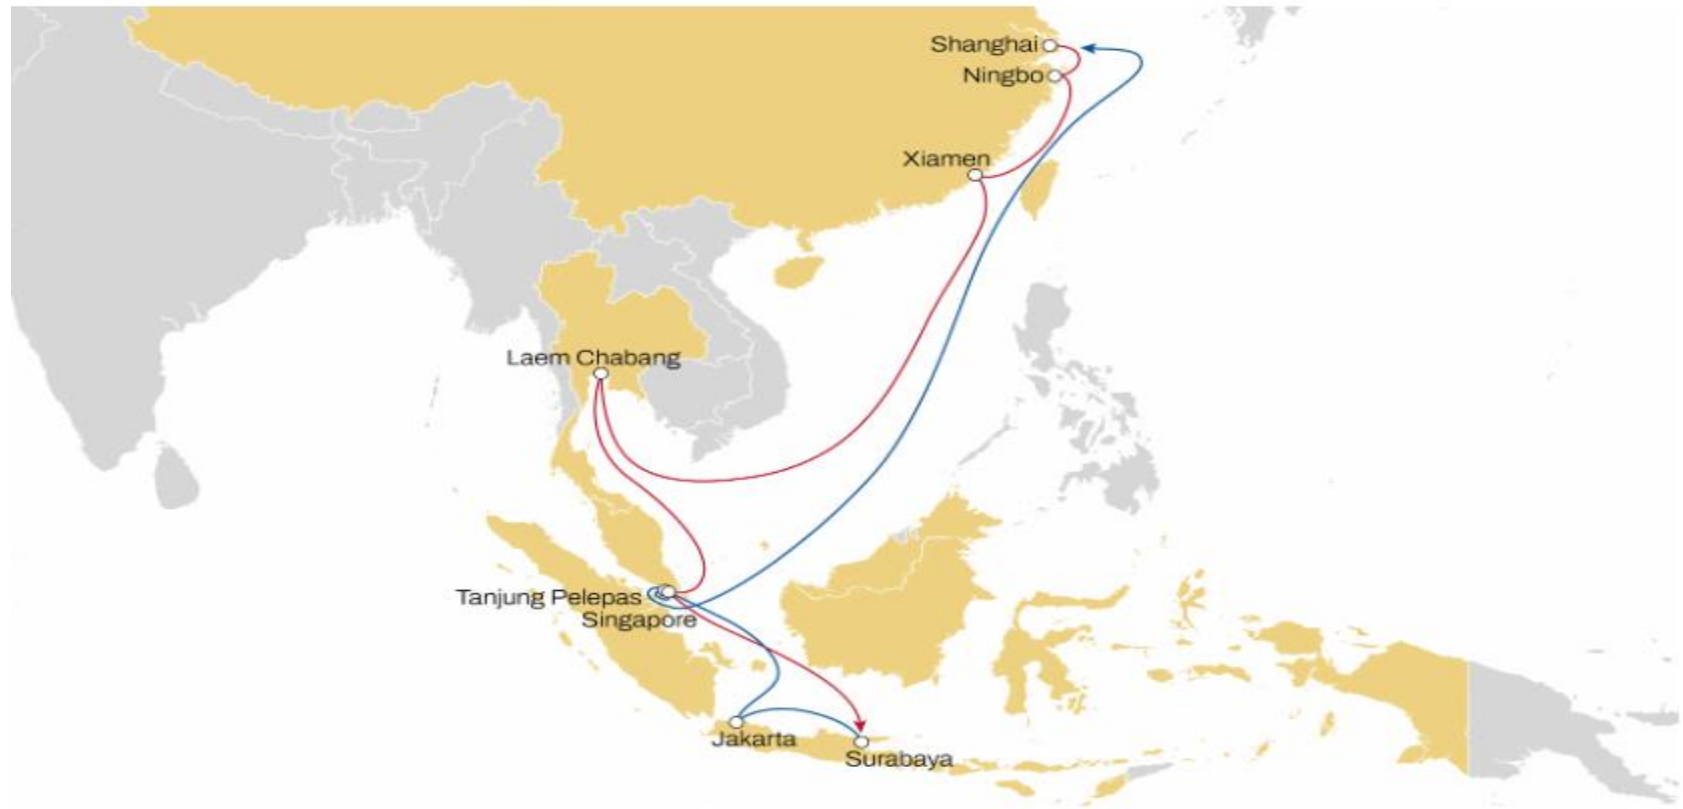 Shanghai
Ningbo
Xiamen
Laem Chabang
Tanjung Pelepas
Singapore
Jakarta
Surabaya